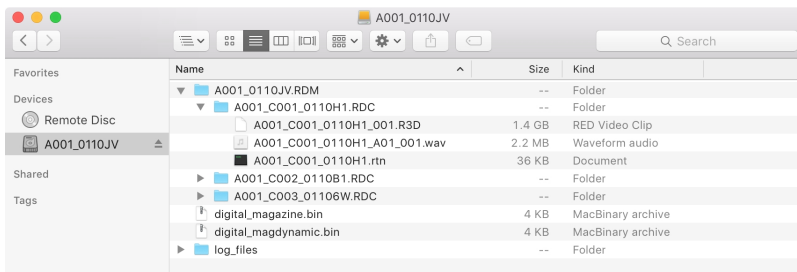 A001_0110JV
Search
Favorites
Devices
Remote Disc
A001_0110JV
Shared
Tags
Name Size Kind
A001_0110JV.RDM -- Folder
A001_C001_0110H1.RDC -- Folder
A001_C001_0110H1_001.R3D 1.4 GB RED Video Clip
A001_C001_0110H1_A01_001.wav 2.2 MB Waveform audio
A001_C001_0110H1.rtn 36 KB Document
A001_C002_0110B1.RDC -- Folder
A001_C003_01106W.RDC -- Folder
digital_magazine.bin 4 KB MacBinary archive
digital_magdynamic.bin 4 KB MacBinary archive
log_files -- Folder